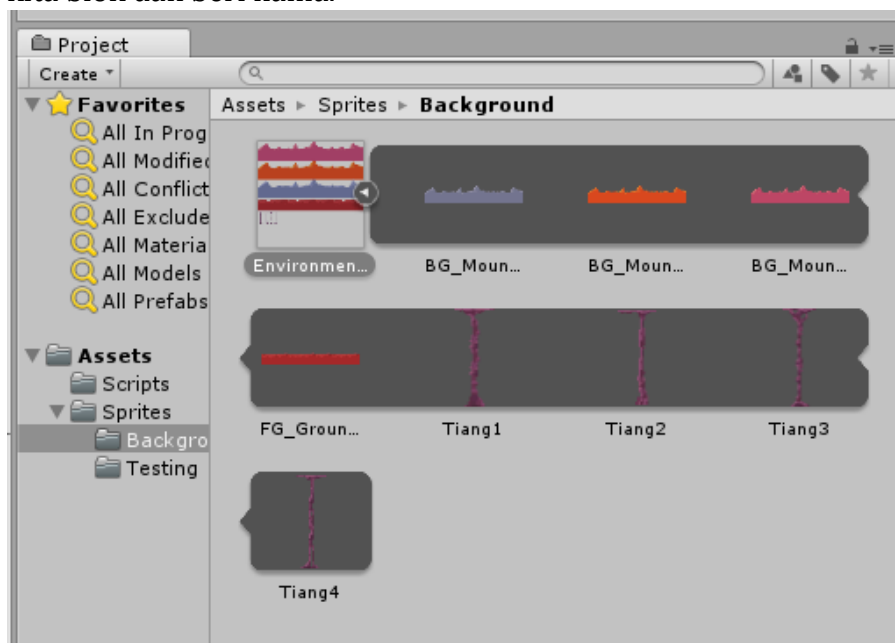 Project
Create
Favorites
All In Prog
All Modified
All Conflict
All Exclude
All Materia
All Models
All Prefabs
Assets
Scripts
Sprites
Backgro
Testing
Assets Sprites Background
Environmen...
BG_Moun...
BG_Moun...
BG_Moun...
FG_Groun...
Tiang1
Tiang2
Tiang3
Tiang4